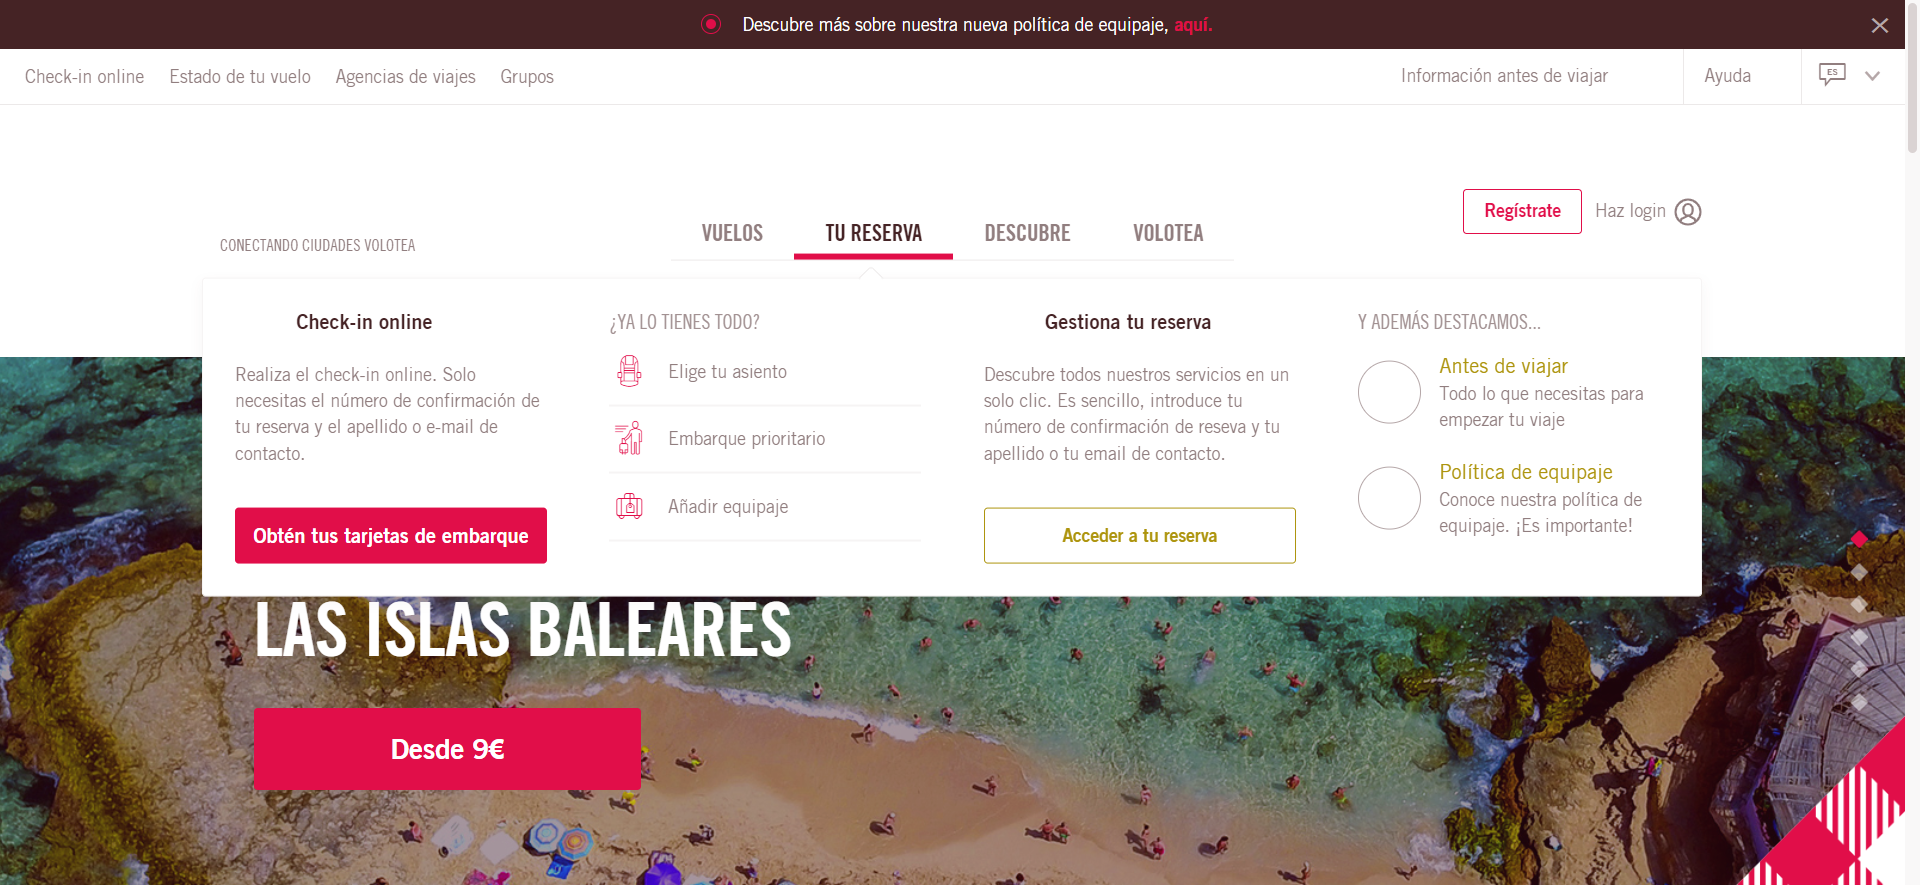 Descubre más sobre nuestra nueva política de equipaje, aquí.
Check-in online
Estado de tu vuelo
Agencias de viajes
Grupos
Información antes de viajar
Ayuda
ES
Regístrate
Haz login
CONECTANDO CIUDADES VOLOTEA
VUELOS
TU RESERVA
DESCUBRE
VOLOTEA
Check-in online
Realiza el check-in online. Solo
necesitas el número de confirmación de
tu reserva y el apellido o e-mail de
contacto.
Obtén tus tarjetas de embarque
¿YA LO TIENES TODO?
Elige tu asiento
Embarque prioritario
Añadir equipaje
Gestiona tu reserva
Descubre todos nuestros servicios en un
solo clic. Es sencillo, introduce tu
número de confirmación de reseva y tu
apellido o tu email de contacto.
Acceder a tu reserva
Y ADEMÁS DESTACAMOS...
Antes de viajar
Todo lo que necesitas para
empezar tu viaje
Política de equipaje
Conoce nuestra política de
equipaje. ¡Es importante!
LAS ISLAS BALEARES
Desde 9€